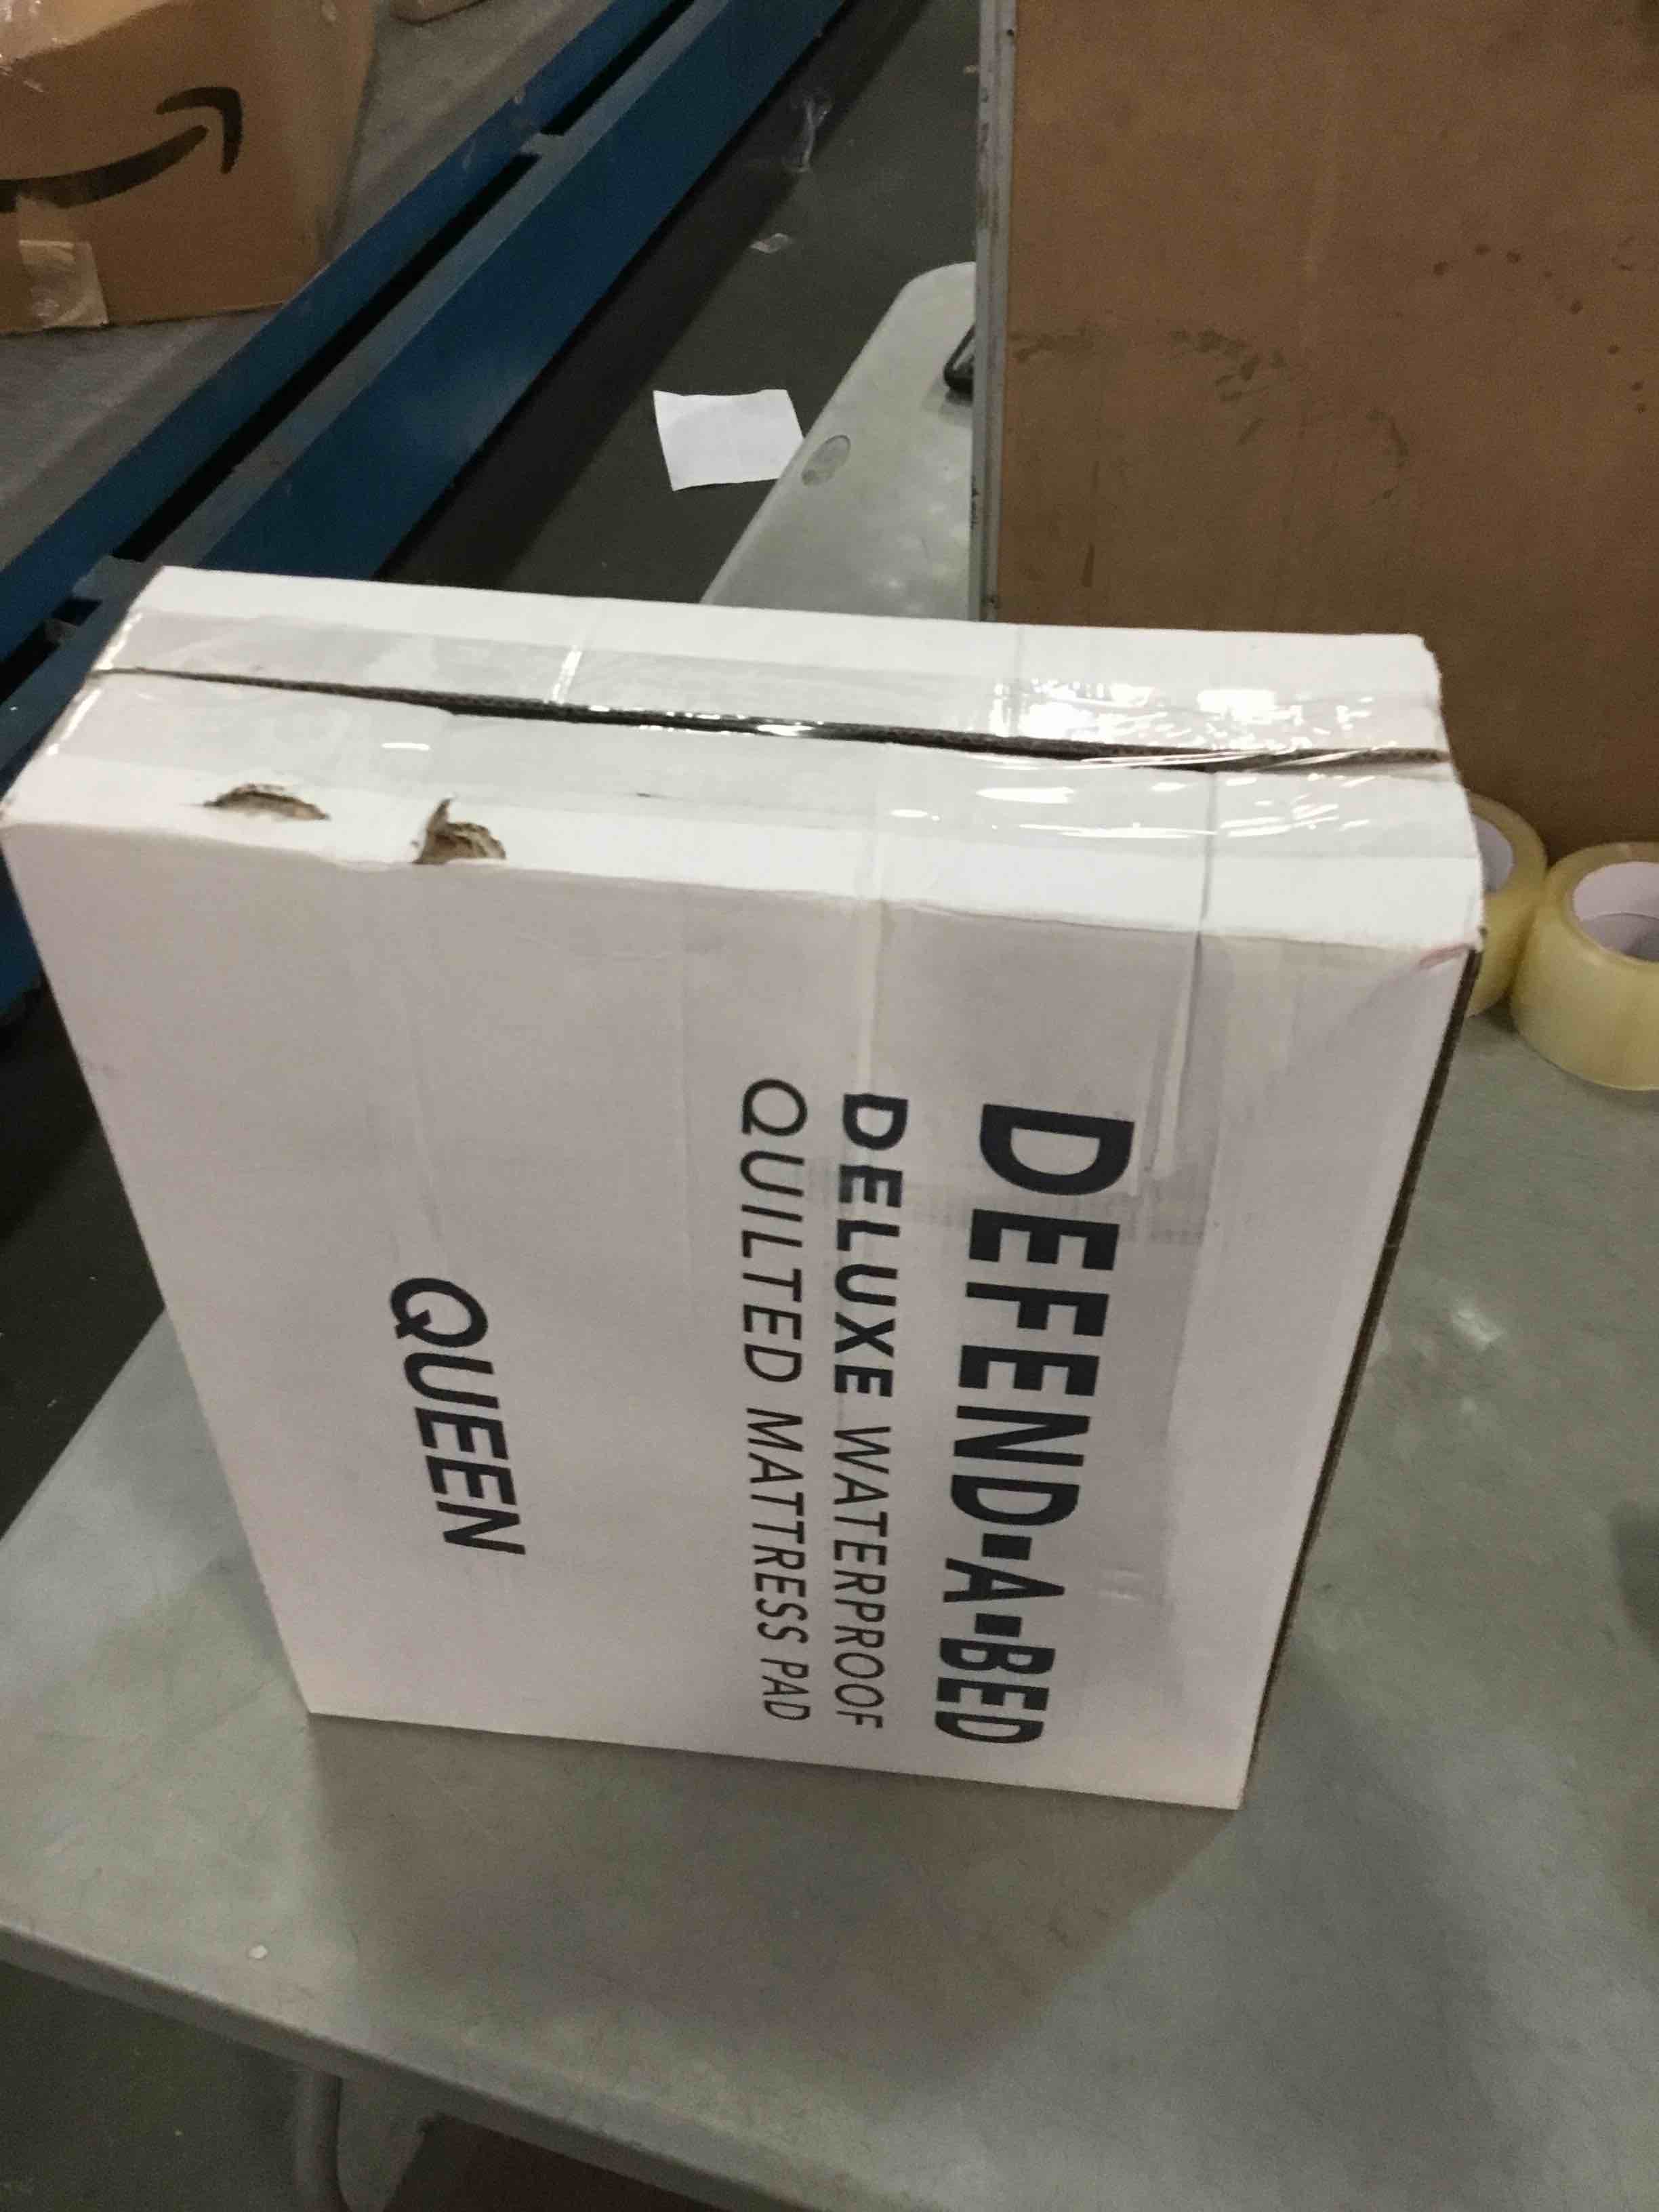 DEFEND-A-BED
DELUXE WATERPROOF
QUILTED MATTRESS PAD
QUEEN